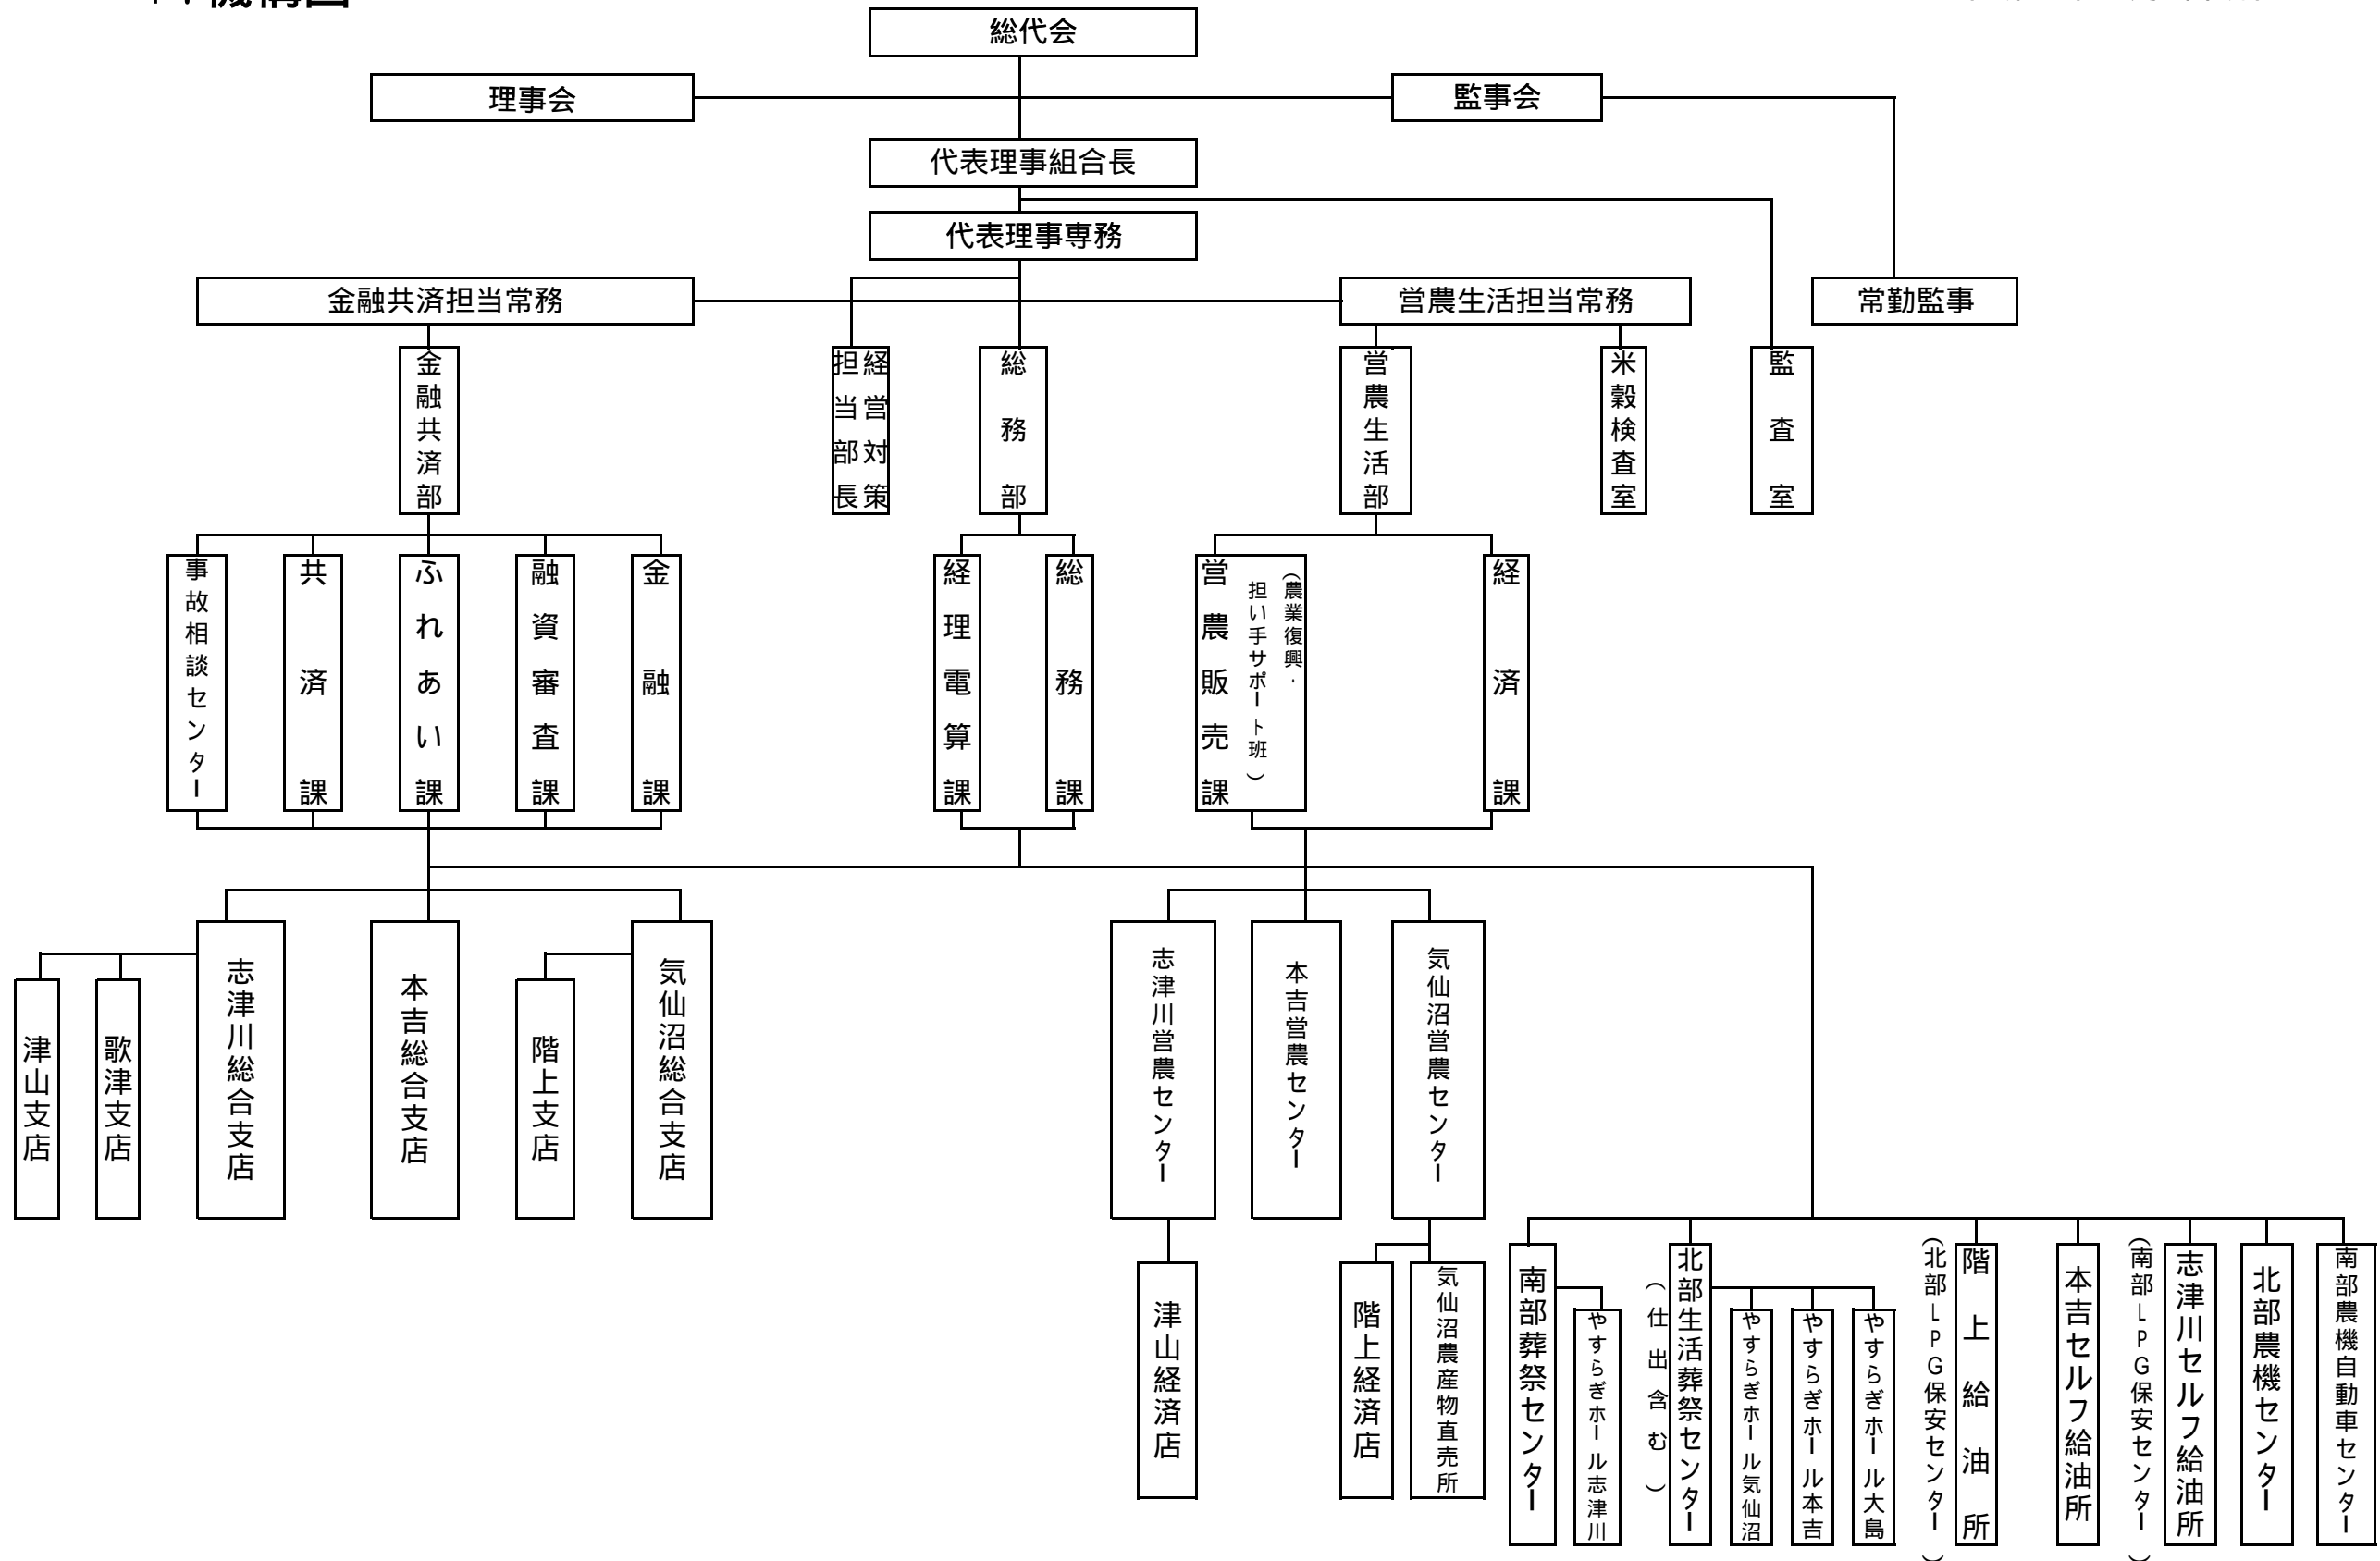 機構図
総代会
理事会
監事会
代表理事組合長
代表理事専務
金融共済担当常務
営農生活担当常務
常勤監事
金融共済部
経営対策
担当部長
総務部
営農生活部
米穀検査室
監査室
事故相談センター
共済課
ふれあい課
融資審査課
金融課
経理電算課
総務課
営農販売課
(農業復興・
担い手サポート班)
経済課
津山支店
歌津支店
志津川総合支店
本吉総合支店
階上支店
気仙沼総合支店
志津川営農センター
本吉営農センター
気仙沼営農センター
津山経済店
階上経済店
気仙沼農産物直売所
南部葬祭センター
やすらぎホール志津川
北部生活葬祭センター
(仕出含む)
やすらぎホール気仙沼
やすらぎホール本吉
やすらぎホール大島
階上給油所
(北部LPG保安センター)
本吉セルフ給油所
志津川セルフ給油所
(南部LPG保安センター)
北部農機センター
南部農機自動車センター